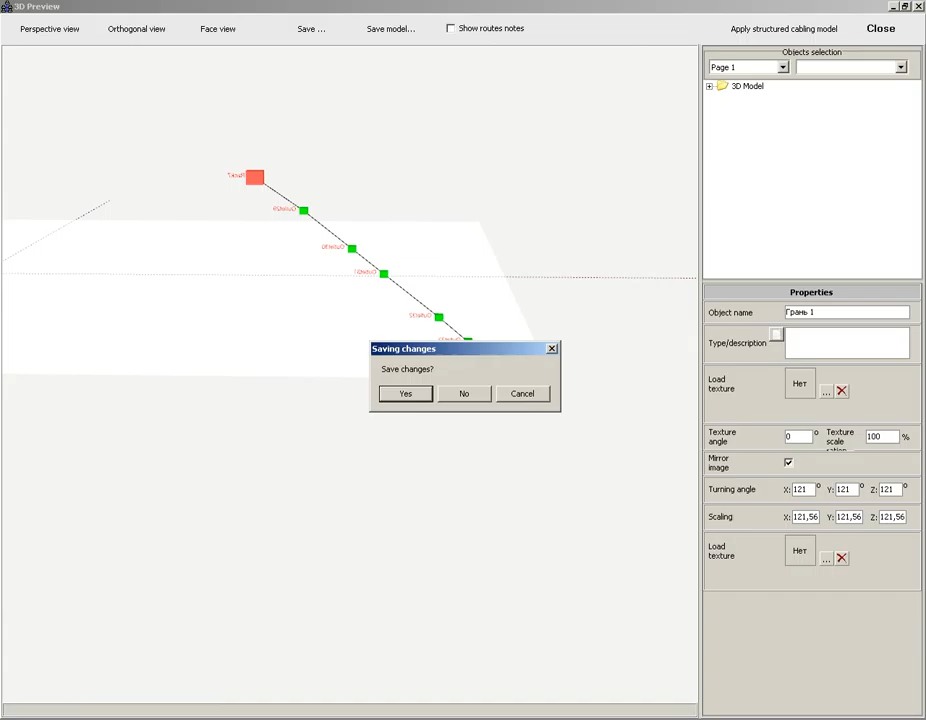 3D Preview
Perspective view
Orthogonal view
Face view
Save ...
Save model...
Show routes notes
Apply structured cabling model
Close
Objects selection
Page 1
3D Model
Saving changes
Save changes?
Yes
No
Cancel
Properties
Object name
Грань 1
Type/description
Load
texture
Нет
...
Texture
angle
0
o
Texture
scale
100
%
Mirror
image
Turning angle
X: 121 o Y: 121 o Z: 121 o
Scaling
X: 121,56 Y: 121,56 Z: 121,56
Load
texture
Нет
...